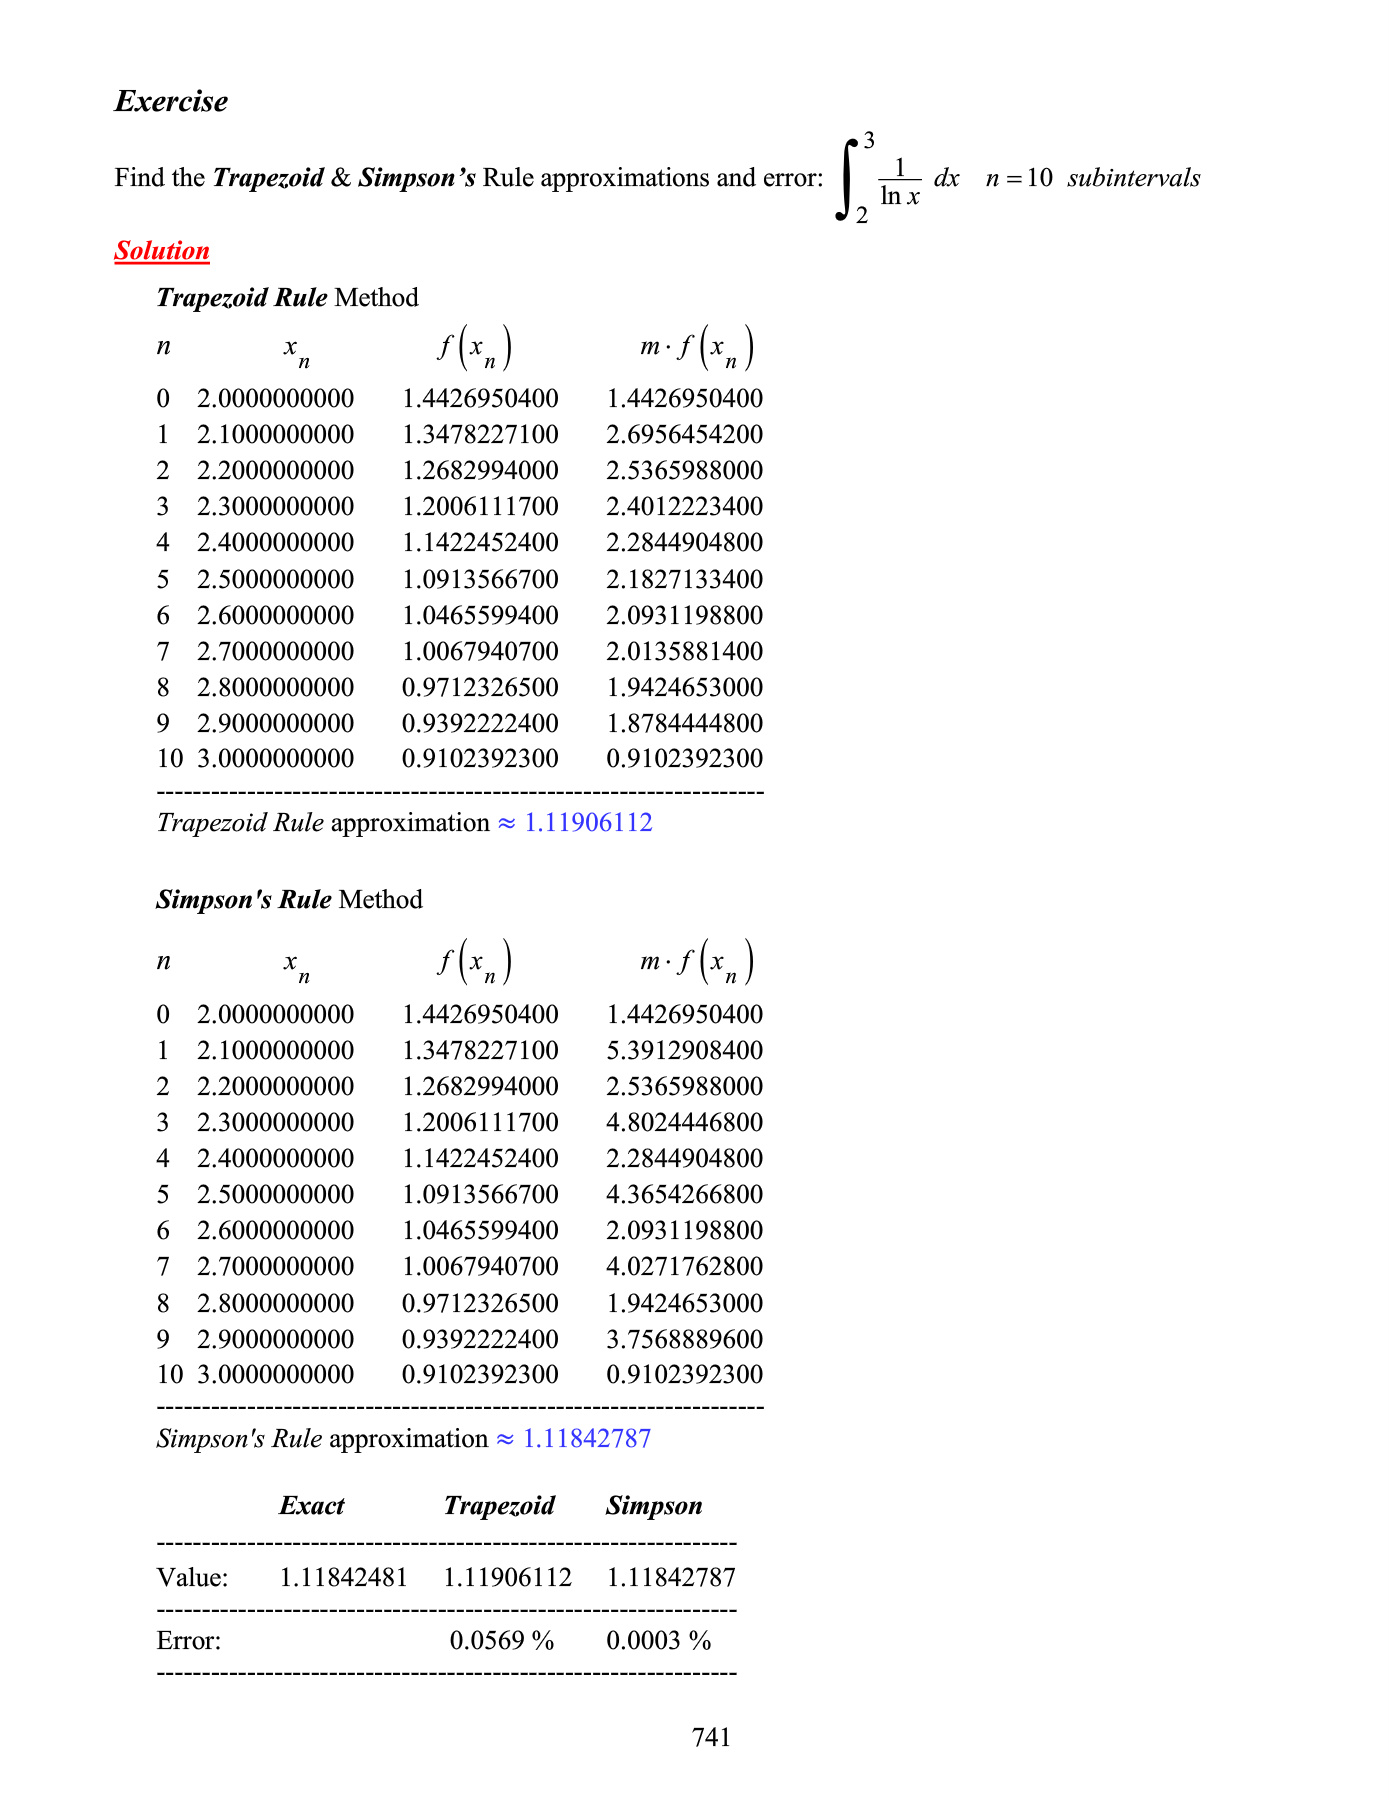 Exercise
Find the Trapezoid & Simpson's Rule approximations and error: ∫_2^3 1/(ln x) dx n = 10 subintervals
Solution
Trapezoid Rule Method
n x_n f(x_n) m·f(x_n)
0 2.0000000000 1.4426950400 1.4426950400
1 2.1000000000 1.3478227100 2.6956454200
2 2.2000000000 1.2682994000 2.5365988000
3 2.3000000000 1.2006111700 2.4012223400
4 2.4000000000 1.1422452400 2.2844904800
5 2.5000000000 1.0913566700 2.1827133400
6 2.6000000000 1.0465599400 2.0931198800
7 2.7000000000 1.0067940700 2.0135881400
8 2.8000000000 0.9712326500 1.9424653000
9 2.9000000000 0.9392222400 1.8784444800
10 3.0000000000 0.9102392300 0.9102392300
-------------------------------------------------------------------
Trapezoid Rule approximation ≈ 1.11906112
Simpson's Rule Method
n x_n f(x_n) m·f(x_n)
0 2.0000000000 1.4426950400 1.4426950400
1 2.1000000000 1.3478227100 5.3912908400
2 2.2000000000 1.2682994000 2.5365988000
3 2.3000000000 1.2006111700 4.8024446800
4 2.4000000000 1.1422452400 2.2844904800
5 2.5000000000 1.0913566700 4.3654266800
6 2.6000000000 1.0465599400 2.0931198800
7 2.7000000000 1.0067940700 4.0271762800
8 2.8000000000 0.9712326500 1.9424653000
9 2.9000000000 0.9392222400 3.7568889600
10 3.0000000000 0.9102392300 0.9102392300
-------------------------------------------------------------------
Simpson's Rule approximation ≈ 1.11842787
Exact Trapezoid Simpson
----------------------------------------------------------------
Value: 1.11842481 1.11906112 1.11842787
----------------------------------------------------------------
Error: 0.0569 % 0.0003 %
----------------------------------------------------------------
741